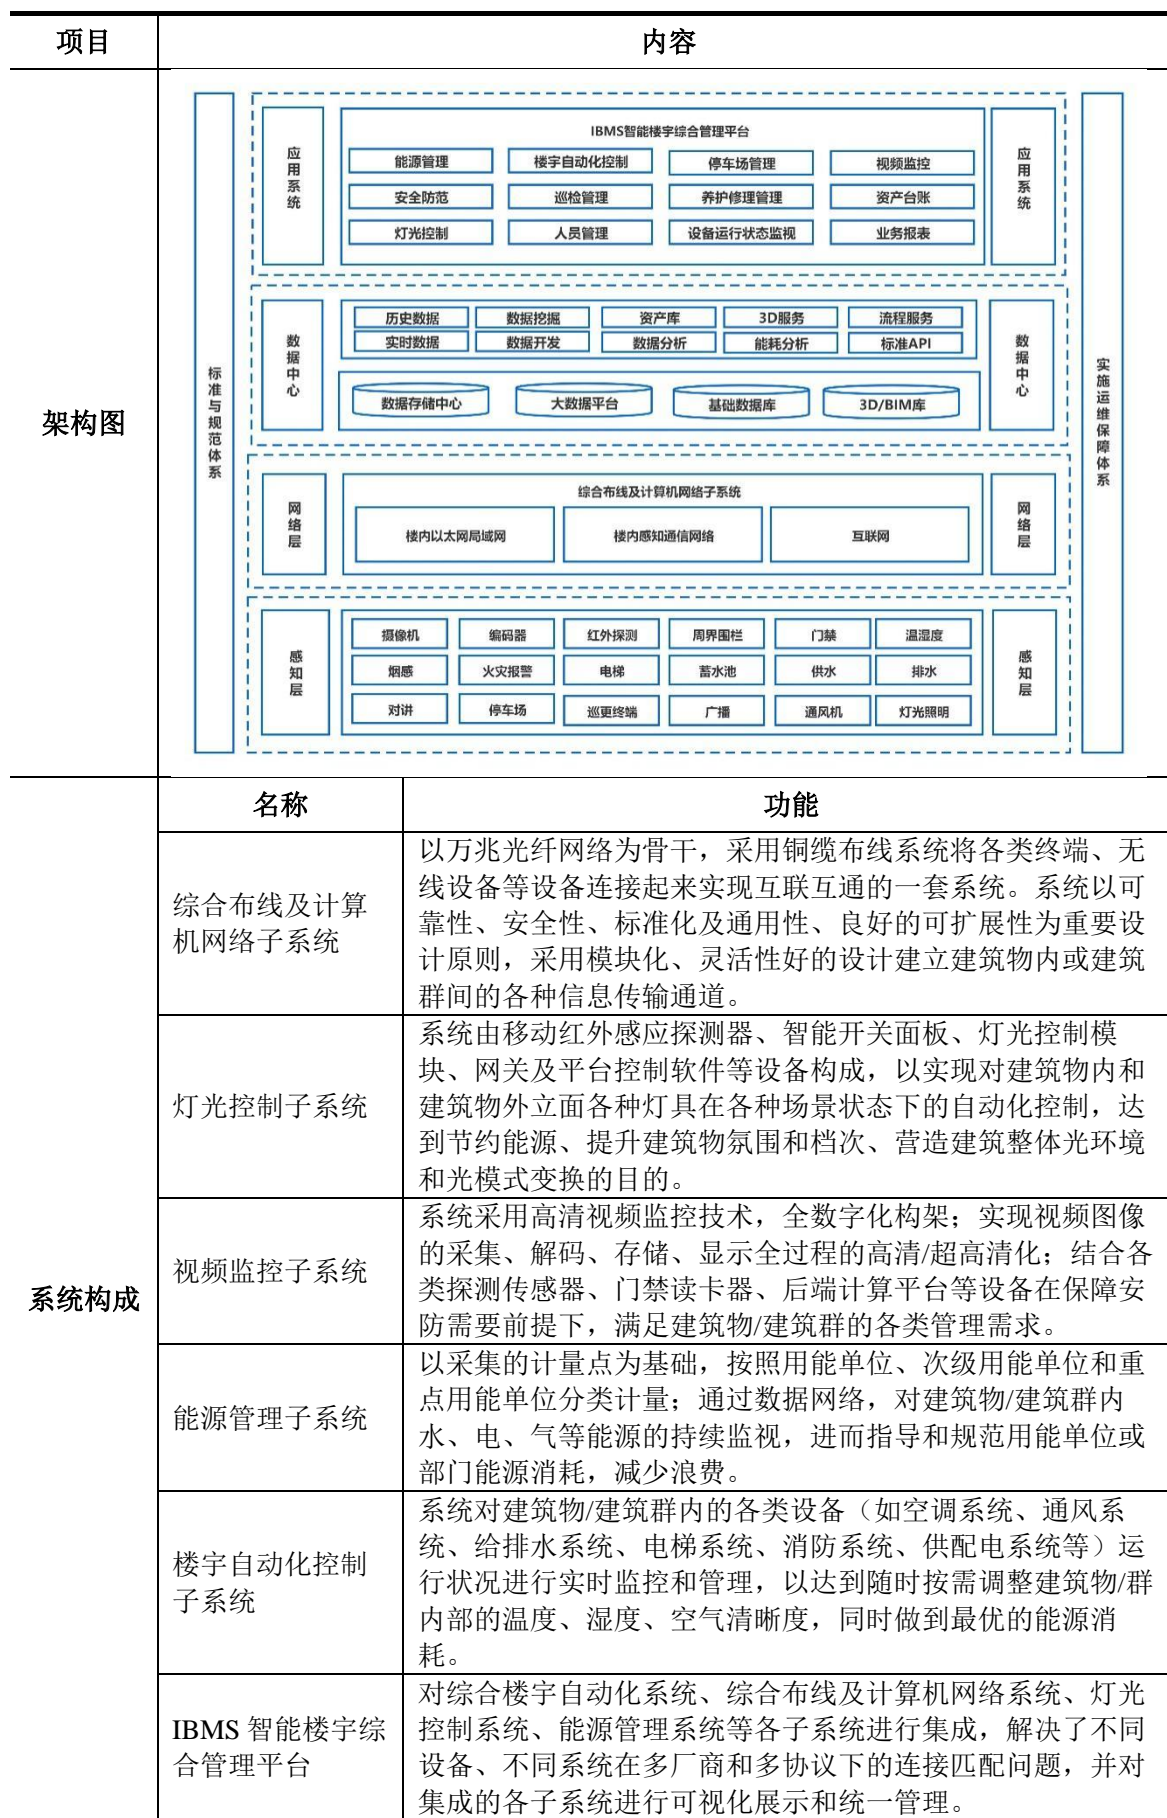 项目
内容
架构图
标准与规范体系
实施运维保障体系
应用系统
IBMS智能楼宇综合管理平台
能源管理
楼宇自动化控制
停车场管理
视频监控
安全防范
巡检管理
养护修理管理
资产台账
灯光控制
人员管理
设备运行状态监视
业务报表
应用系统
数据中心
历史数据
数据挖掘
资产库
3D服务
流程服务
实时数据
数据开发
数据分析
能耗分析
标准API
数据存储中心
大数据平台
基础数据库
3D/BIM库
数据中心
网络层
综合布线及计算机网络子系统
楼内以太网局域网
楼内感知通信网络
互联网
网络层
感知层
摄像机
编码器
红外探测
周界围栏
门禁
温湿度
烟感
火灾报警
电梯
蓄水池
供水
排水
对讲
停车场
巡更终端
广播
通风机
灯光照明
感知层
系统构成
名称
功能
综合布线及计算
机网络子系统
以万兆光纤网络为骨干，采用铜缆布线系统将各类终端、无
线设备等设备连接起来实现互联互通的一套系统。系统以可
靠性、安全性、标准化及通用性、良好的可扩展性为重要设
计原则，采用模块化、灵活性好的设计建立建筑物内或建筑
群间的各种信息传输通道。
灯光控制子系统
系统由移动红外感应探测器、智能开关面板、灯光控制模
块、网关及平台控制软件等设备构成，以实现对建筑物内和
建筑物外立面各种灯具在各种场景状态下的自动化控制，达
到节约能源、提升建筑物氛围和档次、营造建筑整体光环境
和光模式变换的目的。
视频监控子系统
系统采用高清视频监控技术，全数字化构架；实现视频图像
的采集、解码、存储、显示全过程的高清/超高清化；结合各
类探测传感器、门禁读卡器、后端计算平台等设备在保障安
防需要前提下，满足建筑物/建筑群的各类管理需求。
能源管理子系统
以采集的计量点为基础，按照用能单位、次级用能单位和重
点用能单位分类计量；通过数据网络，对建筑物/建筑群内
水、电、气等能源的持续监视，进而指导和规范用能单位或
部门能源消耗，减少浪费。
楼宇自动化控制
子系统
系统对建筑物/建筑群内的各类设备（如空调系统、通风系
统、给排水系统、电梯系统、消防系统、供配电系统等）运
行状况进行实时监控和管理，以达到随时按需调整建筑物/群
内部的温度、湿度、空气清晰度，同时做到最优的能源消
耗。
IBMS 智能楼宇综
合管理平台
对综合楼宇自动化系统、综合布线及计算机网络系统、灯光
控制系统、能源管理系统等各子系统进行集成，解决了不同
设备、不同系统在多厂商和多协议下的连接匹配问题，并对
集成的各子系统进行可视化展示和统一管理。